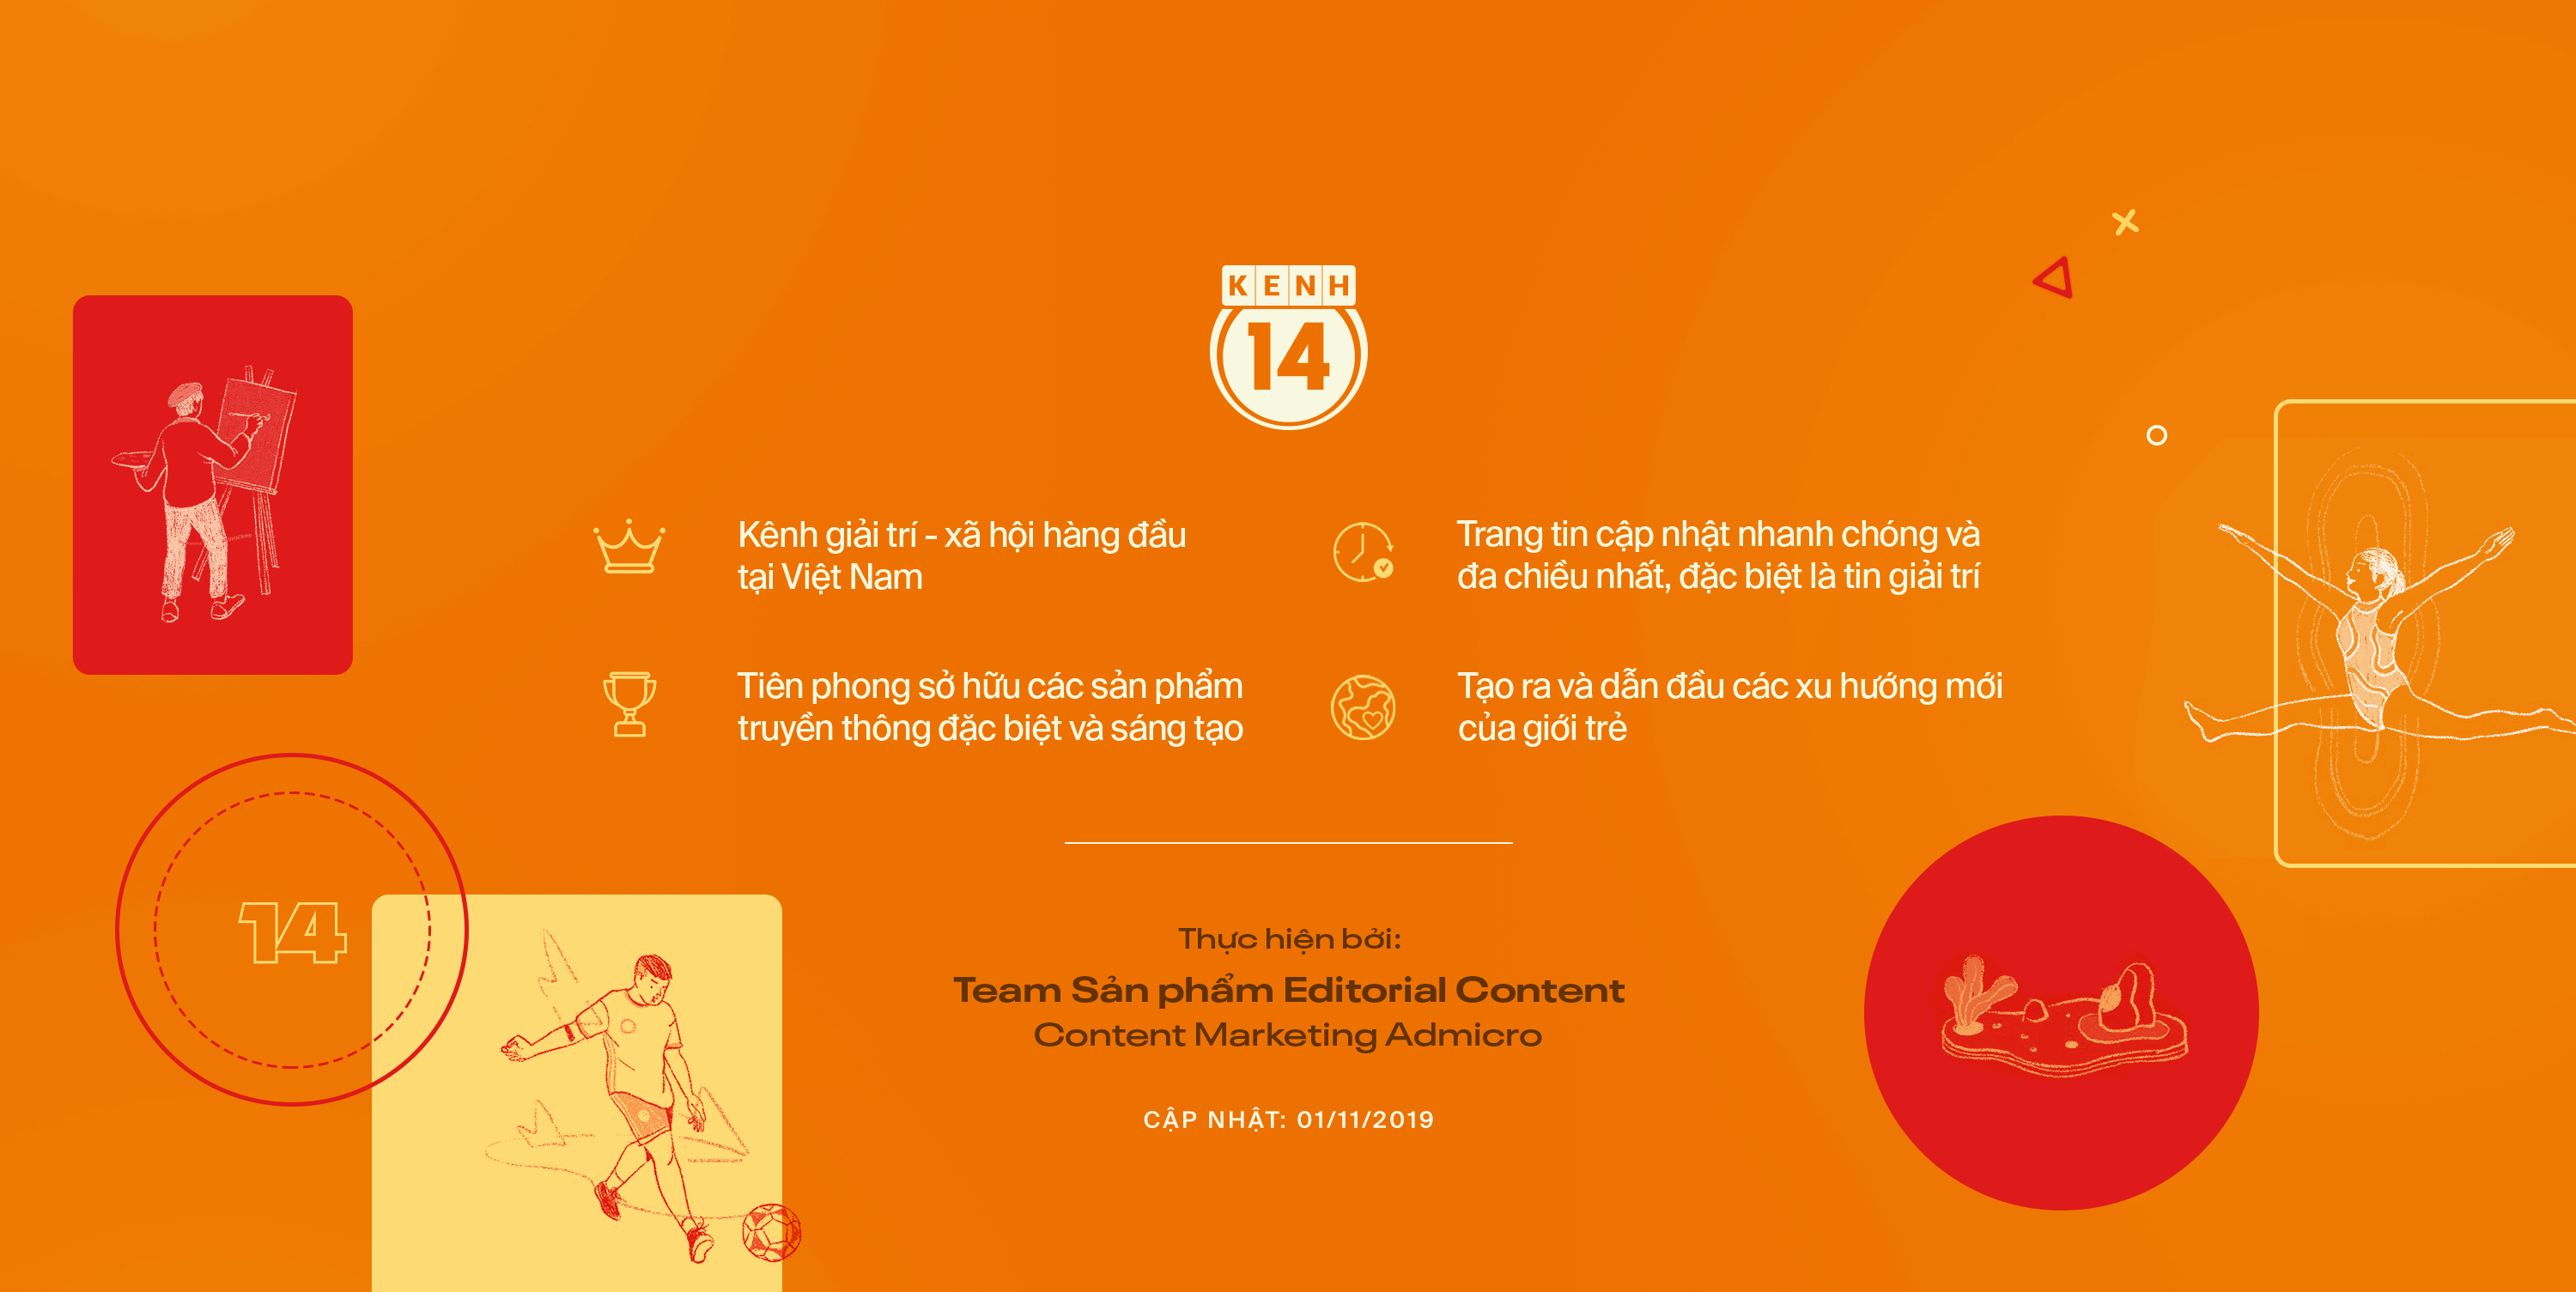 KENH
14
Kênh giải trí - xã hội hàng đầu
tại Việt Nam
Trang tin cập nhật nhanh chóng và
đa chiều nhất, đặc biệt là tin giải trí
Tiên phong sở hữu các sản phẩm
truyền thông đặc biệt và sáng tạo
Tạo ra và dẫn đầu các xu hướng mới
của giới trẻ
14
Thực hiện bởi:
Team Sản phẩm Editorial Content
Content Marketing Admicro
CẬP NHẬT: 01/11/2019